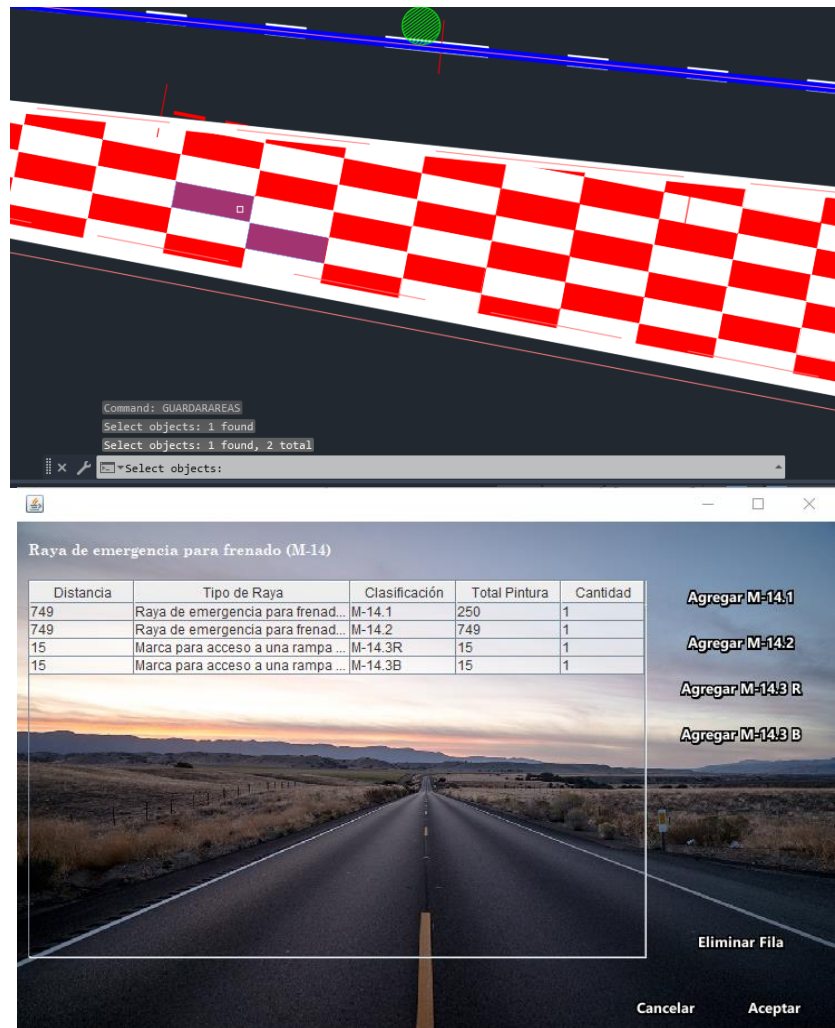 Command: GUARDARAREAS
Select objects: 1 found
Select objects: 1 found, 2 total
Select objects:
Raya de emergencia para frenado (M-14)
Distancia Tipo de Raya Clasificación Total Pintura Cantidad
749 Raya de emergencia para frenad... M-14.1 250 1
749 Raya de emergencia para frenad... M-14.2 749 1
15 Marca para acceso a una rampa ... M-14.3R 15 1
15 Marca para acceso a una rampa ... M-14.3B 15 1
Agregar M-14.1
Agregar M-14.2
Agregar M-14.3 R
Agregar M-14.3 B
Eliminar Fila
Cancelar Aceptar